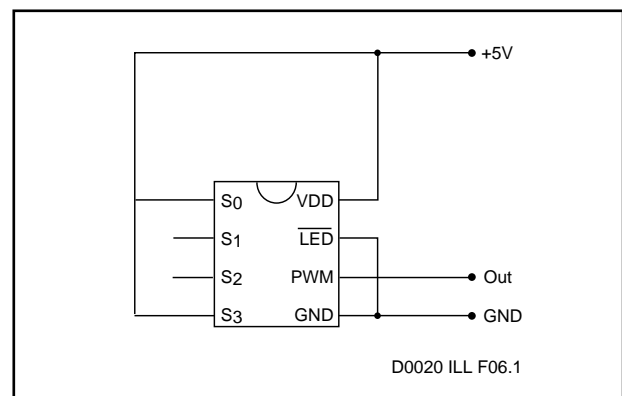 +5V
S0 VDD
S1 LED
S2 PWM Out
S3 GND GND
D0020 ILL F06.1